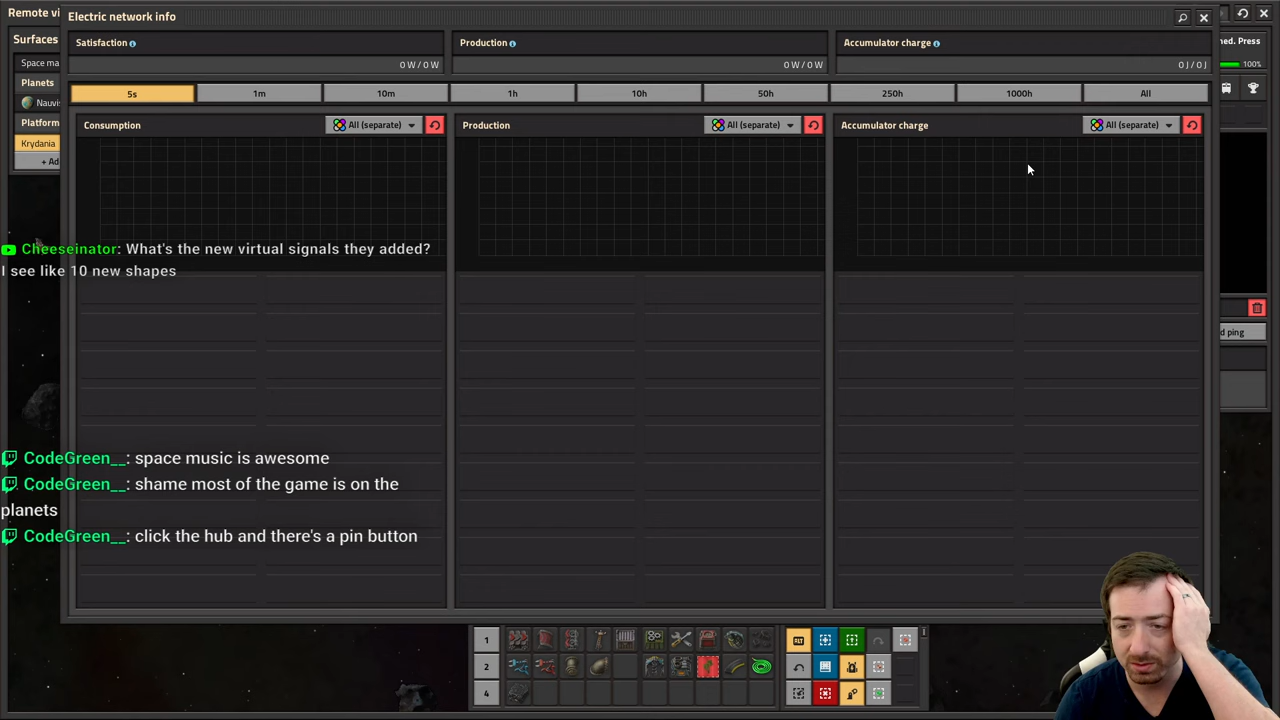 Remote vi
Electric network info
Surfaces
Satisfaction
Production
Accumulator charge
ned. Press
Space ma
0 W / 0 W
0 W / 0 W
0 J / 0 J
100%
Planets
5s
1m
10m
1h
10h
50h
250h
1000h
All
Nauvis
Platform
Consumption
All (separate)
Production
All (separate)
Accumulator charge
All (separate)
Krydania
+ Ad
Cheeseinator: What's the new virtual signals they added?
I see like 10 new shapes
d ping
CodeGreen__: space music is awesome
CodeGreen__: shame most of the game is on the
planets
CodeGreen__: click the hub and there's a pin button
1
ALT
2
4